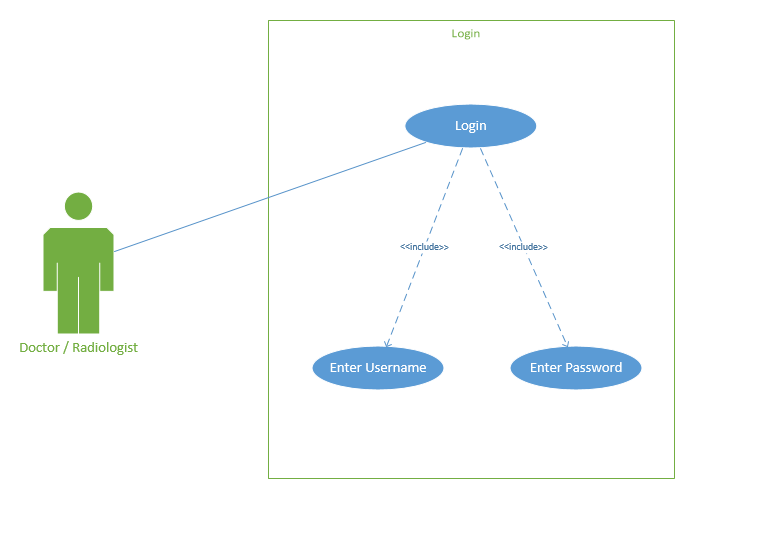 Login
Login
<<include>>
<<include>>
Doctor / Radiologist
Enter Username
Enter Password